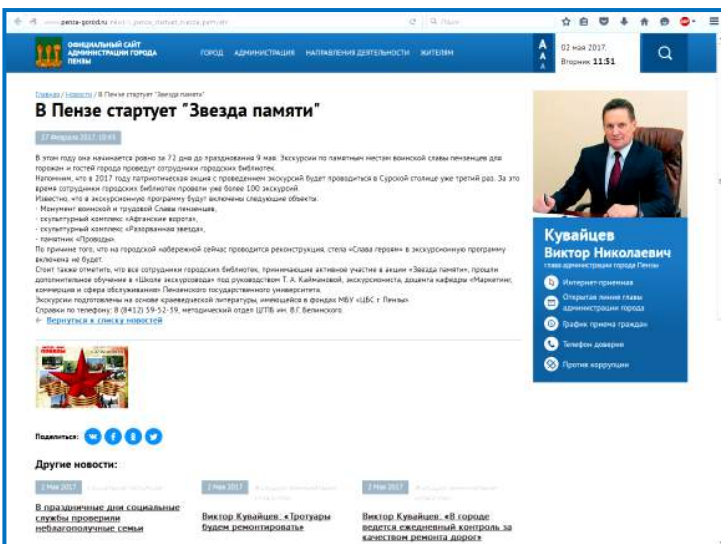 www.penza-gorod.ru
ОФИЦИАЛЬНЫЙ САЙТ
АДМИНИСТРАЦИИ ГОРОДА
ПЕНЗЫ
ГОРОД АДМИНИСТРАЦИЯ НАПРАВЛЕНИЯ ДЕЯТЕЛЬНОСТИ ЖИТЕЛЯМ
А
А
А
02 мая 2017.
Вторник 11:51
Главная / Новости / В Пензе стартует "Звезда памяти"
В Пензе стартует "Звезда памяти"
27 Февраля 2017,
В этом году она начинается ровно за 72 дня до празднования 9 мая. Экскурсии по памятным местам воинской славы пензенцев для
горожан и гостей города проведут сотрудники городских библиотек.
Напомним, что в 2017 году патриотическая акция с проведением экскурсий будет проводиться в Сурской столице уже третий раз. За это
время сотрудники городских библиотек провели уже более 100 экскурсий.
Известно, что в экскурсионную программу будут включены следующие объекты:
- Монумент воинской и трудовой Славы пензенцев,
- скульптурный комплекс «Афганские ворота»,
- скульптурный комплекс «Разорванная звезда»,
- памятник «Проводы».
По причине того, что на городской набережной сейчас проводится реконструкция, стела «Слава героям» в экскурсионную программу
включена не будет.
Стоит также отметить, что все сотрудники городских библиотек, принимающие активное участие в акции «Звезда памяти», прошли
дополнительное обучение в «Школе экскурсовода» под руководством Т. А. Каймановой, экскурсиониста, доцента кафедры «Маркетинг,
коммерция и сфера обслуживания» Пензенского государственного университета.
Экскурсии подготовлены на основе краеведческой литературы, имеющейся в фондах МБУ «ЦБС г. Пензы».
Справки по телефону: 8 (8412) 59-52-39, методический отдел ЦГПБ им. В.Г. Белинского.
← Вернуться к списку новостей
Поделиться:
Другие новости:
2 Мая 2017
В праздничные дни социальные
службы проверили
неблагополучные семьи
2 Мая 2017
Виктор Кувайцев: «Тротуары
будем ремонтировать»
2 Мая 2017
Виктор Кувайцев: «В городе
ведется ежедневный контроль за
качеством ремонта дорог»
Кувайцев
Виктор Николаевич
глава администрации города Пензы
Интернет-приемная
Открытая линия главы
администрации города
График приема граждан
Телефон доверия
Против коррупции